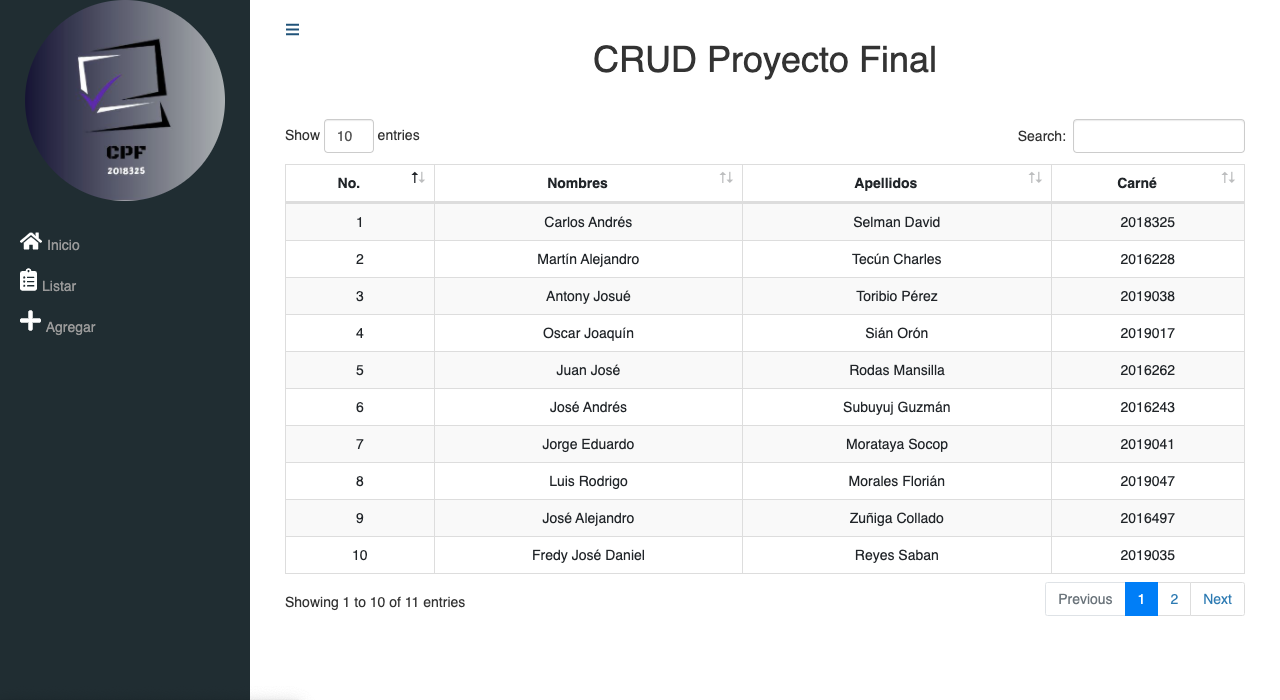 CPF
2018325
Inicio
Listar
Agregar
CRUD Proyecto Final
Show 10 entries
Search:
No. Nombres Apellidos Carné
1 Carlos Andrés Selman David 2018325
2 Martín Alejandro Tecún Charles 2016228
3 Antony Josué Toribio Pérez 2019038
4 Oscar Joaquín Sián Orón 2019017
5 Juan José Rodas Mansilla 2016262
6 José Andrés Subuyuj Guzmán 2016243
7 Jorge Eduardo Morataya Socop 2019041
8 Luis Rodrigo Morales Florián 2019047
9 José Alejandro Zuñiga Collado 2016497
10 Fredy José Daniel Reyes Saban 2019035
Showing 1 to 10 of 11 entries
Previous 1 2 Next